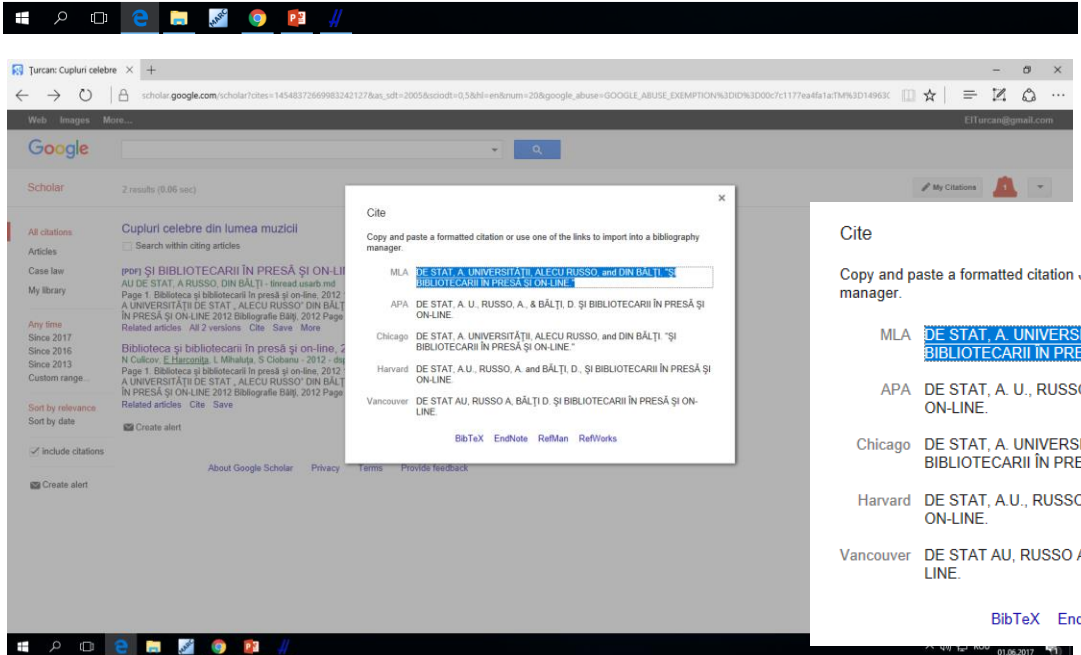 MARC
Ţurcan: Cupluri celebre
scholar.google.com/scholar?cites=14548372669983242127&as_sdt=2005&sciodt=0,5&hl=en&num=20&google_abuse=GOOGLE_ABUSE_EXEMPTION%3DID%3D00c7c1177ea4fa1a:TM%3D14963C
Web Images More...
ElTurcan@gmail.com
Google
Scholar
2 results (0.06 sec)
My Citations
1
All citations
Articles
Case law
My library
Any time
Since 2017
Since 2016
Since 2013
Custom range...
Sort by relevance
Sort by date
include citations
Create alert
Cupluri celebre din lumea muzicii
Search within citing articles
[PDF] ŞI BIBLIOTECARII ÎN PRESĂ ŞI ON-LI
AU DE STAT, A RUSSO, DIN BĂLŢI - tinread.usarb.md
Page 1. Biblioteca şi bibliotecarii în presă şi on-line, 2012
A UNIVERSITĂŢII DE STAT „ ALECU RUSSO" DIN BĂLT
ÎN PRESĂ ŞI ON-LINE 2012 Bibliografie Bălţi, 2012 Page
Related articles All 2 versions Cite Save More
Biblioteca şi bibliotecarii în presă şi on-line, 2
N Culicov, E Harconiţa, L Mihaluţa, S Ciobanu - 2012 - dsp
Page 1. Biblioteca şi bibliotecarii în presă şi on-line, 2012
A UNIVERSITĂŢII DE STAT „ ALECU RUSSO" DIN BĂLT
ÎN PRESĂ ŞI ON-LINE 2012 Bibliografie Bălţi, 2012 Page
Related articles Cite Save
Create alert
About Google Scholar Privacy Terms Provide feedback
Cite
Copy and paste a formatted citation or use one of the links to import into a bibliography
manager.
MLA DE STAT, A. UNIVERSITĂŢII, ALECU RUSSO, and DIN BĂLŢI. "ŞI
BIBLIOTECARII ÎN PRESĂ ŞI ON-LINE."
APA DE STAT, A. U., RUSSO, A., & BĂLŢI, D. ŞI BIBLIOTECARII ÎN PRESĂ ŞI
ON-LINE.
Chicago DE STAT, A. UNIVERSITĂŢII, ALECU RUSSO, and DIN BĂLŢI. "ŞI
BIBLIOTECARII ÎN PRESĂ ŞI ON-LINE."
Harvard DE STAT, A.U., RUSSO, A. and BĂLŢI, D., ŞI BIBLIOTECARII ÎN PRESĂ ŞI
ON-LINE.
Vancouver DE STAT AU, RUSSO A, BĂLŢI D. ŞI BIBLIOTECARII ÎN PRESĂ ŞI ON-
LINE.
BibTeX EndNote RefMan RefWorks
Cite
Copy and paste a formatted citation
manager.
MLA DE STAT, A. UNIVERSI
BIBLIOTECARII ÎN PRE
APA DE STAT, A. U., RUSSO
ON-LINE.
Chicago DE STAT, A. UNIVERSI
BIBLIOTECARII ÎN PRE
Harvard DE STAT, A.U., RUSSO
ON-LINE.
Vancouver DE STAT AU, RUSSO A
LINE.
BibTeX End
01.06.2017